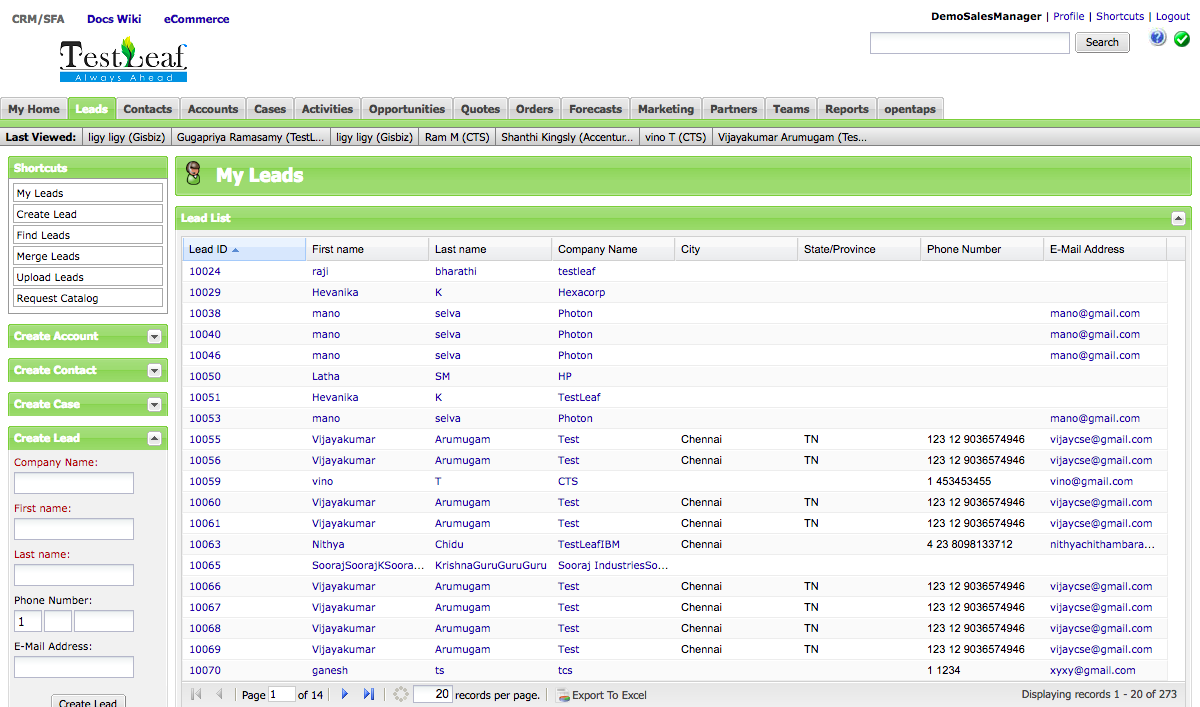 CRM/SFA Docs Wiki eCommerce
DemoSalesManager | Profile | Shortcuts | Logout
Search
TestLeaf
Always Ahead
My Home Leads Contacts Accounts Cases Activities Opportunities Quotes Orders Forecasts Marketing Partners Teams Reports opentaps
Last Viewed: ligy ligy (Gisbiz) Gugapriya Ramasamy (TestL... ligy ligy (Gisbiz) Ram M (CTS) Shanthi Kingsly (Accentur... vino T (CTS) Vijayakumar Arumugam (Tes...
Shortcuts
My Leads
Create Lead
Find Leads
Merge Leads
Upload Leads
Request Catalog
Create Account
Create Contact
Create Case
Create Lead
Company Name:
First name:
Last name:
Phone Number:
1
E-Mail Address:
Create Lead
My Leads
Lead List
Lead ID First name Last name Company Name City State/Province Phone Number E-Mail Address
10024 raji bharathi testleaf
10029 Hevanika K Hexacorp
10038 mano selva Photon mano@gmail.com
10040 mano selva Photon mano@gmail.com
10046 mano selva Photon mano@gmail.com
10050 Latha SM HP
10051 Hevanika K TestLeaf
10053 mano selva Photon mano@gmail.com
10055 Vijayakumar Arumugam Test Chennai TN 123 12 9036574946 vijaycse@gmail.com
10056 Vijayakumar Arumugam Test Chennai TN 123 12 9036574946 vijaycse@gmail.com
10059 vino T CTS 1 453453455 vino@gmail.com
10060 Vijayakumar Arumugam Test Chennai TN 123 12 9036574946 vijaycse@gmail.com
10061 Vijayakumar Arumugam Test Chennai TN 123 12 9036574946 vijaycse@gmail.com
10063 Nithya Chidu TestLeafIBM Chennai 4 23 8098133712 nithyachithambara...
10065 SoorajSoorajKSoora... KrishnaGuruGuruGuru Sooraj IndustriesSo...
10066 Vijayakumar Arumugam Test Chennai TN 123 12 9036574946 vijaycse@gmail.com
10067 Vijayakumar Arumugam Test Chennai TN 123 12 9036574946 vijaycse@gmail.com
10068 Vijayakumar Arumugam Test Chennai TN 123 12 9036574946 vijaycse@gmail.com
10069 Vijayakumar Arumugam Test Chennai TN 123 12 9036574946 vijaycse@gmail.com
10070 ganesh ts tcs 1 1234 xyxy@gmail.com
Page 1 of 14 20 records per page. Export To Excel Displaying records 1 - 20 of 273